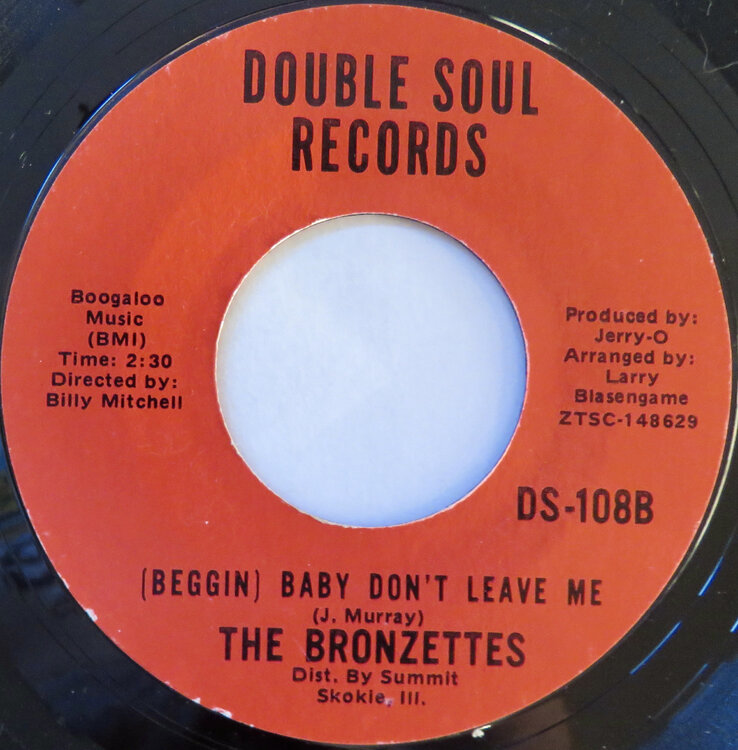 DOUBLE SOUL
RECORDS
Boogaloo
Music
(BMI)
Time: 2:30
Directed by:
Billy Mitchell
Produced by:
Jerry-O
Arranged by:
Larry
Blasengame
ZTSC-148629
DS-108B
(BEGGIN) BABY DON'T LEAVE ME
(J. Murray)
THE BRONZETTES
Dist. By Summit
Skokie, Ill.